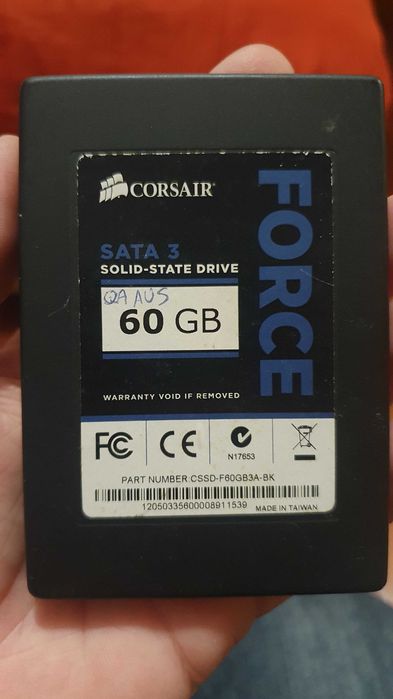 CORSAIR
FORCE
SATA 3
SOLID-STATE DRIVE
QA AUS
60 GB
WARRANTY VOID IF REMOVED
FC CE N17653
PART NUMBER:CSSD-F60GB3A-BK
12050335600008911539
MADE IN TAIWAN